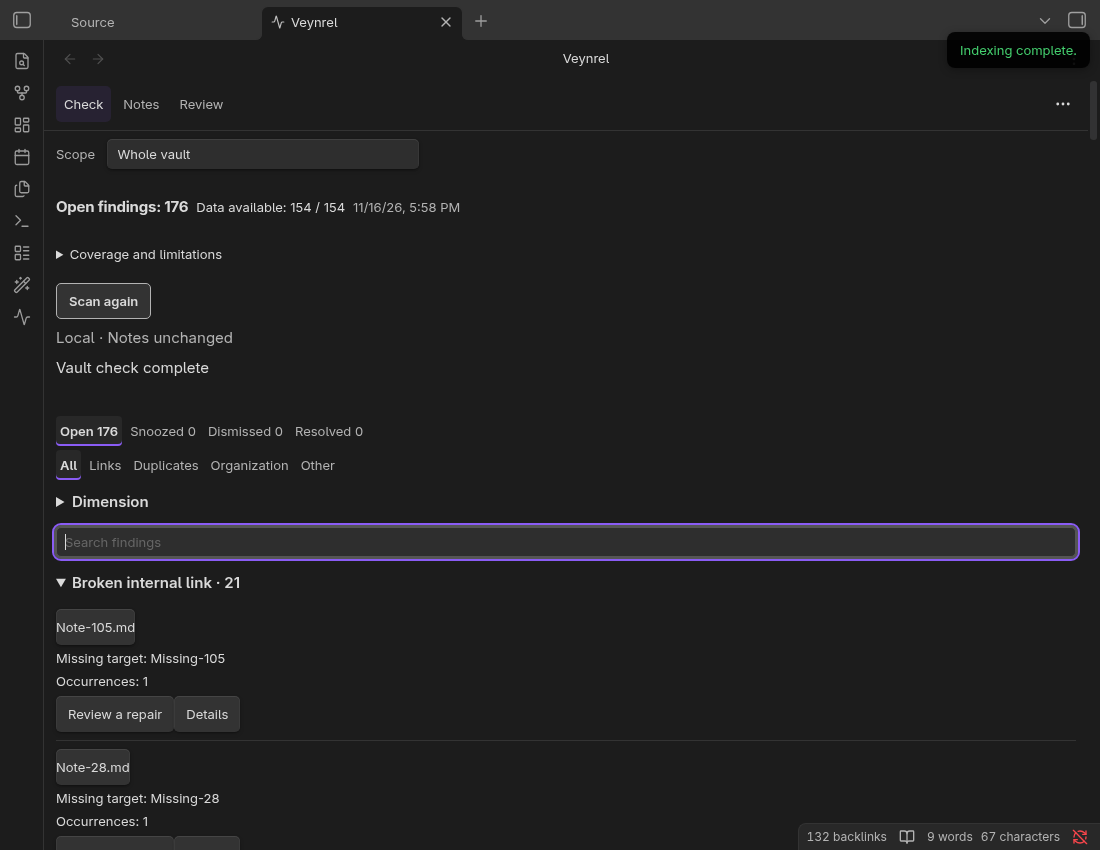 Source
Veynrel
Veynrel
Indexing complete.
Check Notes Review
Scope Whole vault
Open findings: 176 Data available: 154 / 154 11/16/26, 5:58 PM
Coverage and limitations
Scan again
Local · Notes unchanged
Vault check complete
Open 176 Snoozed 0 Dismissed 0 Resolved 0
All Links Duplicates Organization Other
Dimension
Search findings
Broken internal link · 21
Note-105.md
Missing target: Missing-105
Occurrences: 1
Review a repair Details
Note-28.md
Missing target: Missing-28
Occurrences: 1
132 backlinks 9 words 67 characters